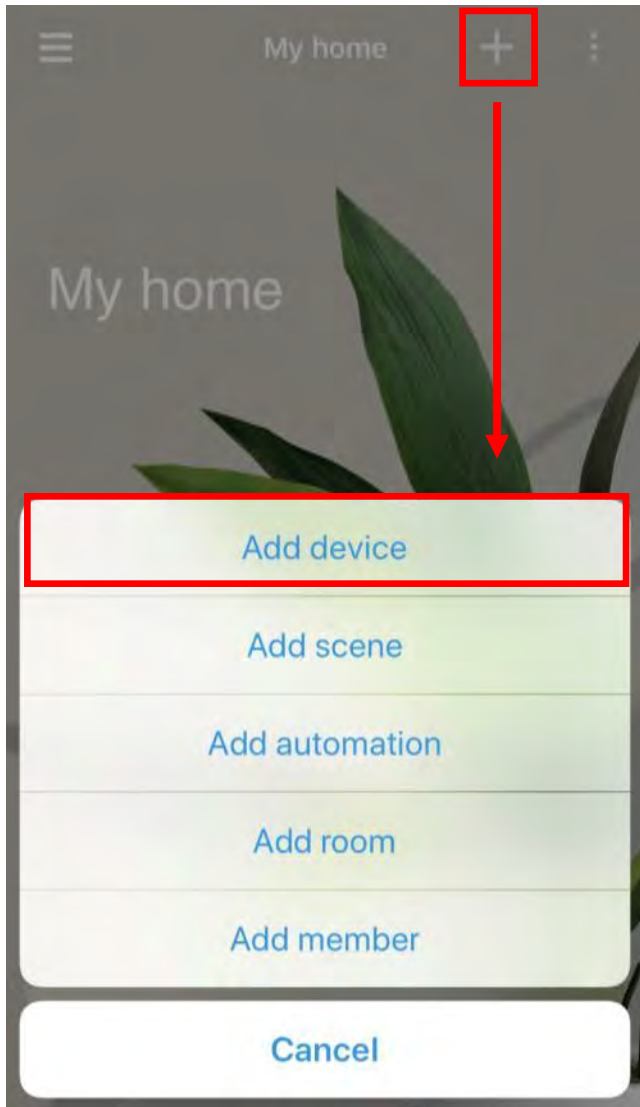 My home
My home
Add device
Add scene
Add automation
Add room
Add member
Cancel